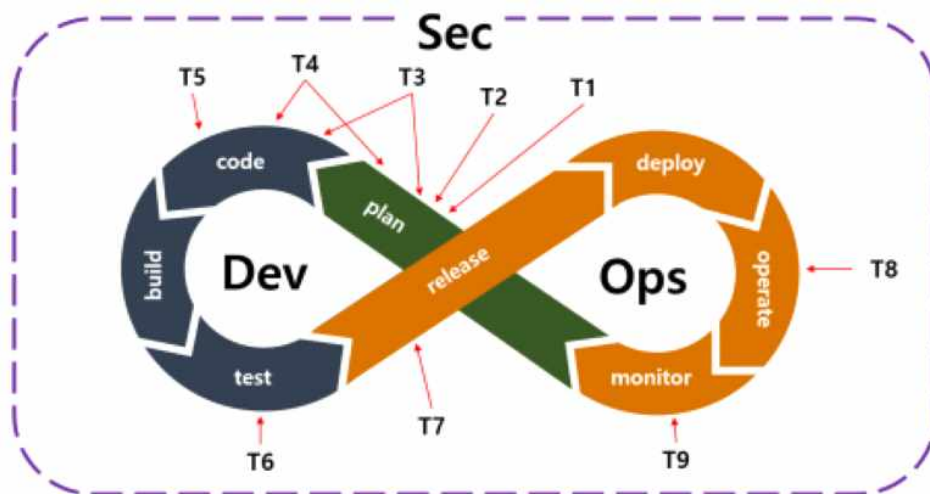 Sec
T5
T4
T3
T2
T1
code
deploy
plan
release
build
Dev
Ops
operate
T8
test
monitor
T7
T6
T9